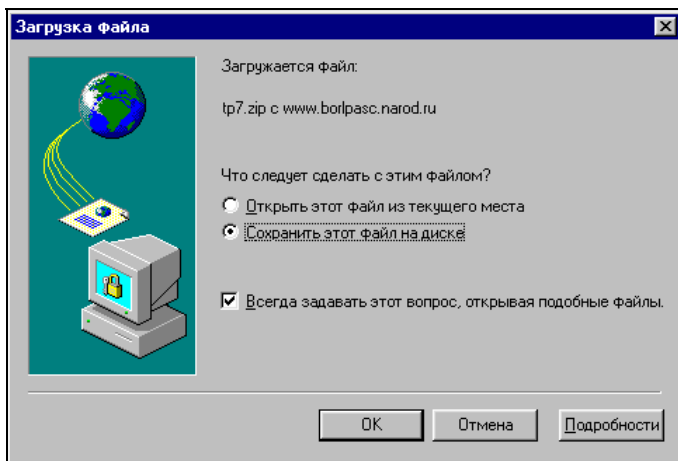 Загрузка файла
Загружается файл:
tp7.zip с www.borlpasc.narod.ru
Что следует сделать с этим файлом?
Открыть этот файл из текущего места
Сохранить этот файл на диске
Всегда задавать этот вопрос, открывая подобные файлы.
OK
Отмена
Подробности